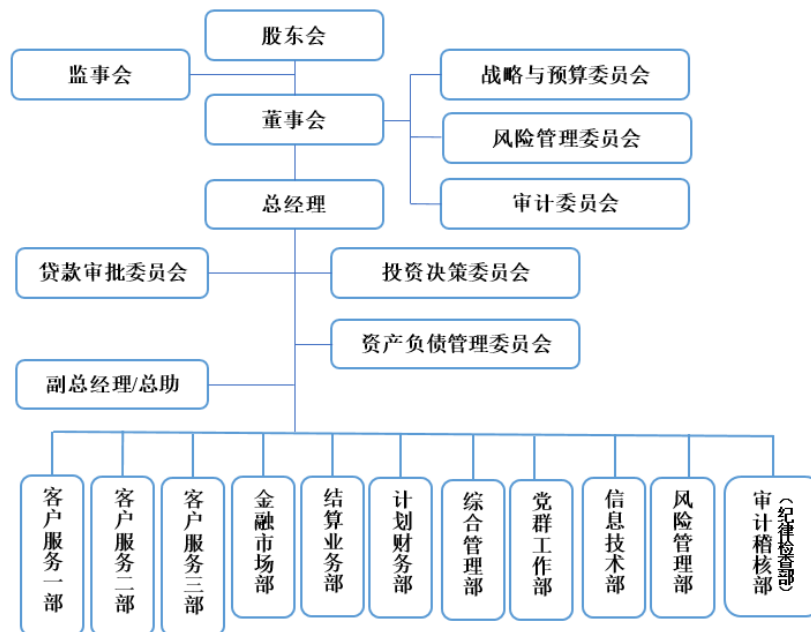 股东会
监事会
战略与预算委员会
董事会
风险管理委员会
总经理
审计委员会
贷款审批委员会
投资决策委员会
资产负债管理委员会
副总经理/总助
客户服务一部
客户服务二部
客户服务三部
金融市场部
结算业务部
计划财务部
综合管理部
党群工作部
信息技术部
风险管理部
审计稽核部
（纪律检查部）